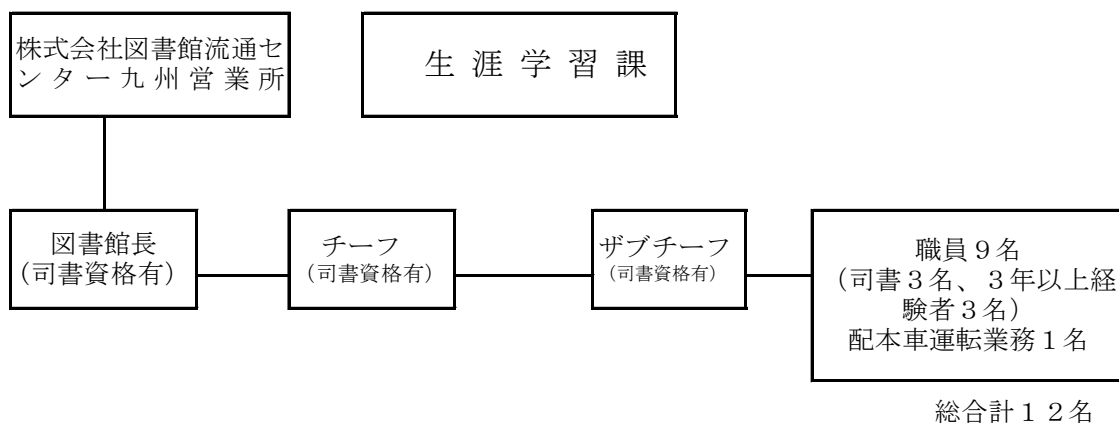 株式会社図書館流通セ
ンター九州営業所
生涯学習課
図書館長
(司書資格有)
チーフ
(司書資格有)
ザブチーフ
(司書資格有)
職員９名
（司書３名、３年以上経
験者３名）
配本車運転業務１名
総合計１２名